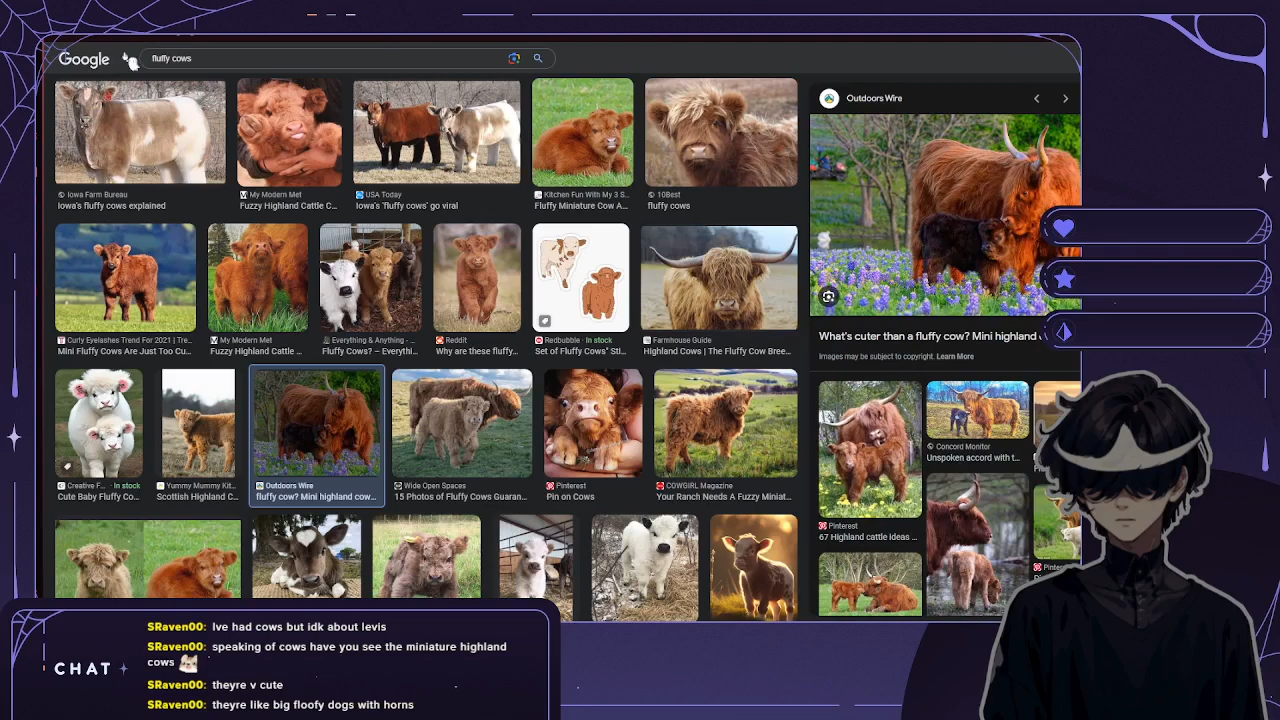 Google
fluffy cows
Iowa Farm Bureau
Iowa's fluffy cows explained
My Modern Met
Fuzzy Highland Cattle C...
USA Today
Iowa's 'fluffy cows' go viral
Kitchen Fun With My 3 S...
Fluffy Miniature Cow A...
10Best
fluffy cows
Curly Eyelashes Trend For 2021 | Tre...
Mini Fluffy Cows Are Just Too Cu...
My Modern Met
Fuzzy Highland Cattle ...
Everything & Anything - ...
Fluffy Cows? – Everythi...
Reddit
Why are these fluffy...
Redbubble · In stock
Set of Fluffy Cows" Sti...
Farmhouse Guide
Highland Cows | The Fluffy Cow Bree...
Creative F... · In stock
Cute Baby Fluffy Co...
Yummy Mummy Kit...
Scottish Highland C...
Outdoors Wire
fluffy cow? Mini highland cow...
Wide Open Spaces
15 Photos of Fluffy Cows Guaran...
Pinterest
Pin on Cows
COWGIRL Magazine
Your Ranch Needs A Fuzzy Miniat...
Outdoors Wire
What's cuter than a fluffy cow? Mini highland
Images may be subject to copyright. Learn More
Pinterest
67 Highland cattle Ideas ...
Concord Monitor
Unspoken accord with t...
CHAT
SRaven00: Ive had cows but idk about levis
SRaven00: speaking of cows have you see the miniature highland
cows
SRaven00: theyre v cute
SRaven00: theyre like big floofy dogs with horns